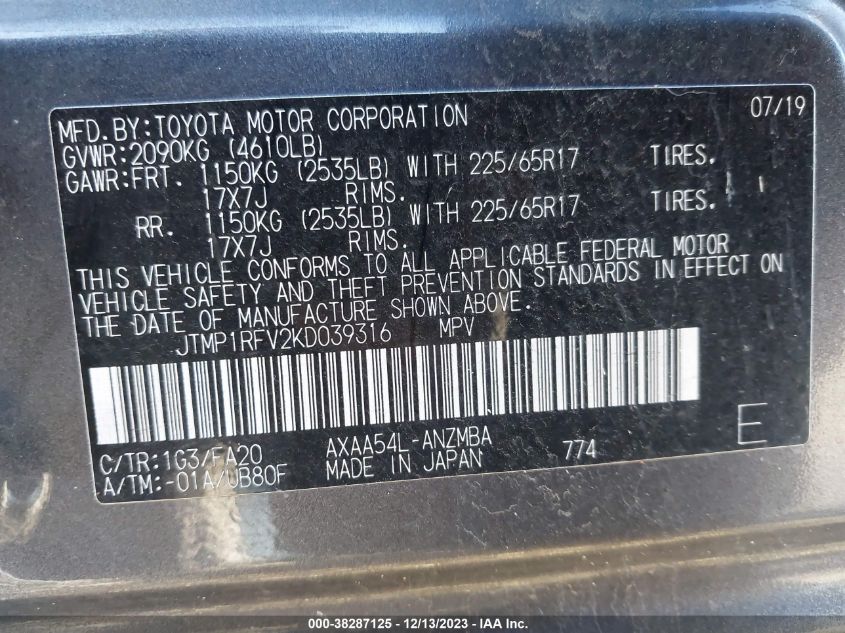 07/19
MFD.BY:TOYOTA MOTOR CORPORATION
GVWR:2090KG (4610LB)
GAWR:FRT. 1150KG (2535LB) WITH 225/65R17 TIRES.
17X7J RIMS.
RR. 1150KG (2535LB) WITH 225/65R17 TIRES.
17X7J RIMS.
THIS VEHICLE CONFORMS TO ALL APPLICABLE FEDERAL MOTOR
VEHICLE SAFETY AND THEFT PREVENTION STANDARDS IN EFFECT ON
THE DATE OF MANUFACTURE SHOWN ABOVE.
JTMP1RFV2KD039316 MPV
C/TR:1G3/FA20 AXAA54L-ANZMBA 774 E
A/TM:-01A/UB80F MADE IN JAPAN
000-38287125 - 12/13/2023 - IAA Inc.